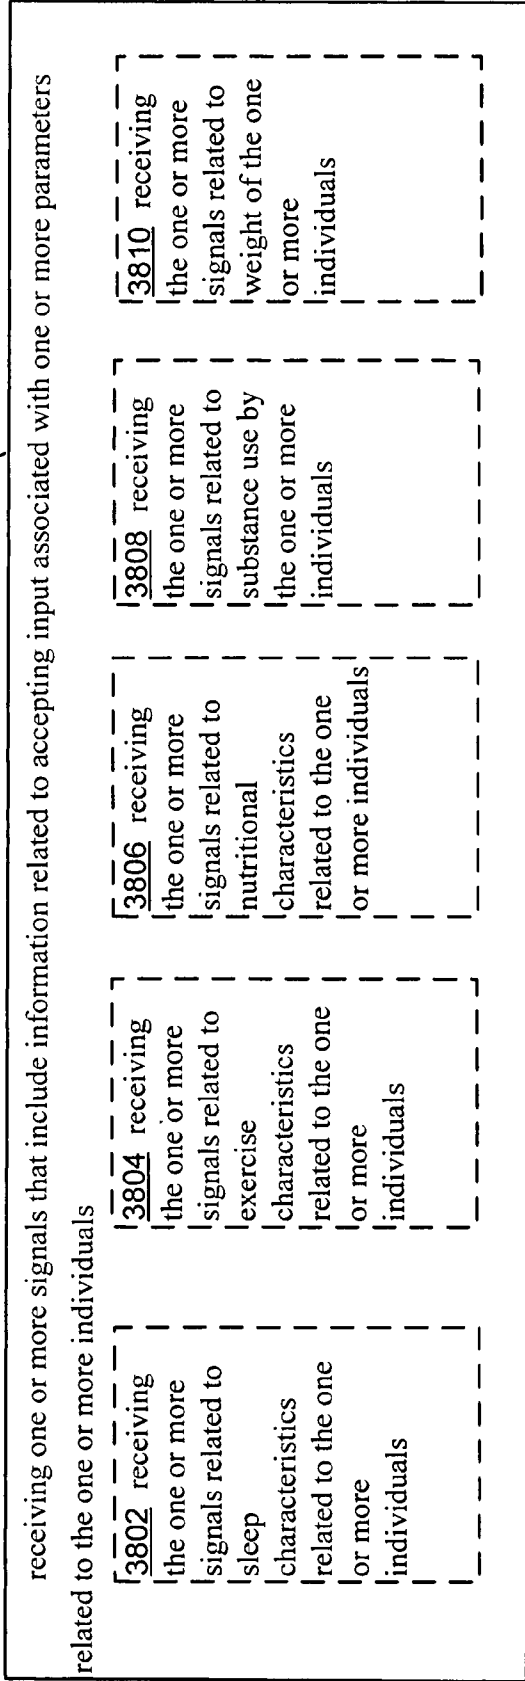 receiving one or more signals that include information related to accepting input associated with one or more parameters
related to the one or more individuals
3802 receiving
the one or more
signals related to
sleep
characteristics
related to the one
or more
individuals
3804 receiving
the one or more
signals related to
exercise
characteristics
related to the one
or more
individuals
3806 receiving
the one or more
signals related to
nutritional
characteristics
related to the one
or more individuals
3808 receiving
the one or more
signals related to
substance use by
the one or more
individuals
3810 receiving
the one or more
signals related to
weight of the one
or more
individuals